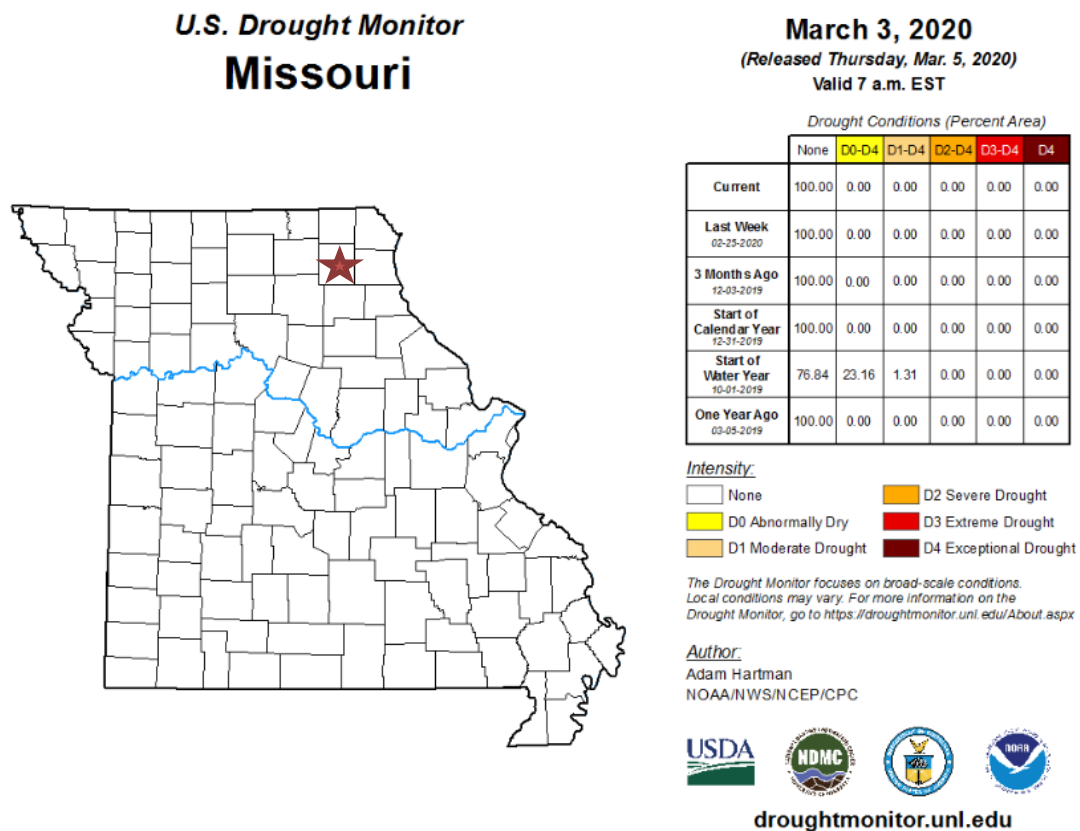 U.S. Drought Monitor
Missouri
March 3, 2020
(Released Thursday, Mar. 5, 2020)
Valid 7 a.m. EST
Drought Conditions (Percent Area)
None D0-D4 D1-D4 D2-D4 D3-D4 D4
Current 100.00 0.00 0.00 0.00 0.00 0.00
Last Week
02-25-2020 100.00 0.00 0.00 0.00 0.00 0.00
3 Months Ago
12-03-2019 100.00 0.00 0.00 0.00 0.00 0.00
Start of
Calendar Year
12-31-2019 100.00 0.00 0.00 0.00 0.00 0.00
Start of
Water Year
10-01-2019 76.84 23.16 1.31 0.00 0.00 0.00
One Year Ago
03-05-2019 100.00 0.00 0.00 0.00 0.00 0.00
Intensity:
None
D0 Abnormally Dry
D1 Moderate Drought
D2 Severe Drought
D3 Extreme Drought
D4 Exceptional Drought
The Drought Monitor focuses on broad-scale conditions.
Local conditions may vary. For more information on the
Drought Monitor, go to https://droughtmonitor.unl.edu/About.aspx
Author:
Adam Hartman
NOAA/NWS/NCEP/CPC
USDA
NDMC
NOAA
droughtmonitor.unl.edu